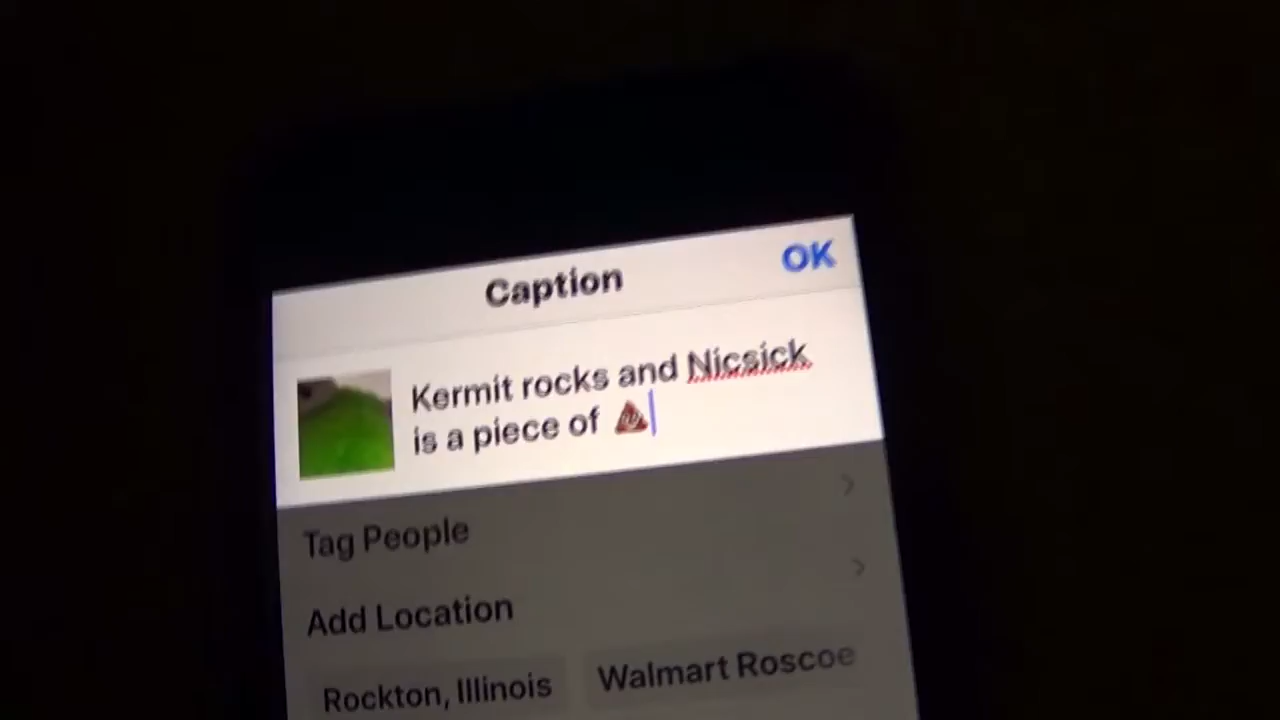 Caption
OK
Kermit rocks and Nicsick
is a piece of 💩
Tag People
Add Location
Rockton, Illinois
Walmart Roscoe